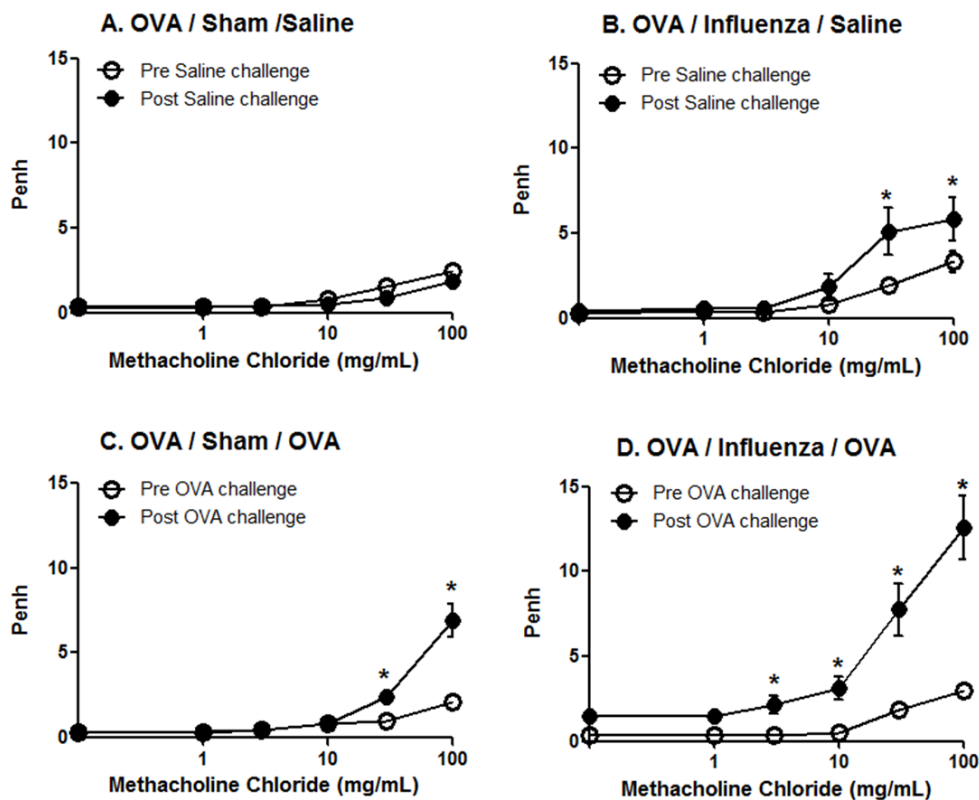 A. OVA / Sham /Saline
15
Pre Saline challenge
Post Saline challenge
10
Penh
5
0
1 10 100
Methacholine Chloride (mg/mL)
B. OVA / Influenza / Saline
15
Pre Saline challenge
Post Saline challenge
10
Penh
* *
5
0
1 10 100
Methacholine Chloride (mg/mL)
C. OVA / Sham / OVA
15
Pre OVA challenge
Post OVA challenge
10
Penh
*
5
*
0
1 10 100
Methacholine Chloride (mg/mL)
D. OVA / Influenza / OVA
15
Pre OVA challenge
*
Post OVA challenge
10
Penh
*
5
*
*
0
1 10 100
Methacholine Chloride (mg/mL)